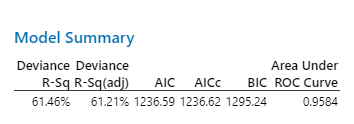 Model Summary
Deviance Deviance Area Under
R-Sq R-Sq(adj) AIC AICc BIC ROC Curve
61.46% 61.21% 1236.59 1236.62 1295.24 0.9584